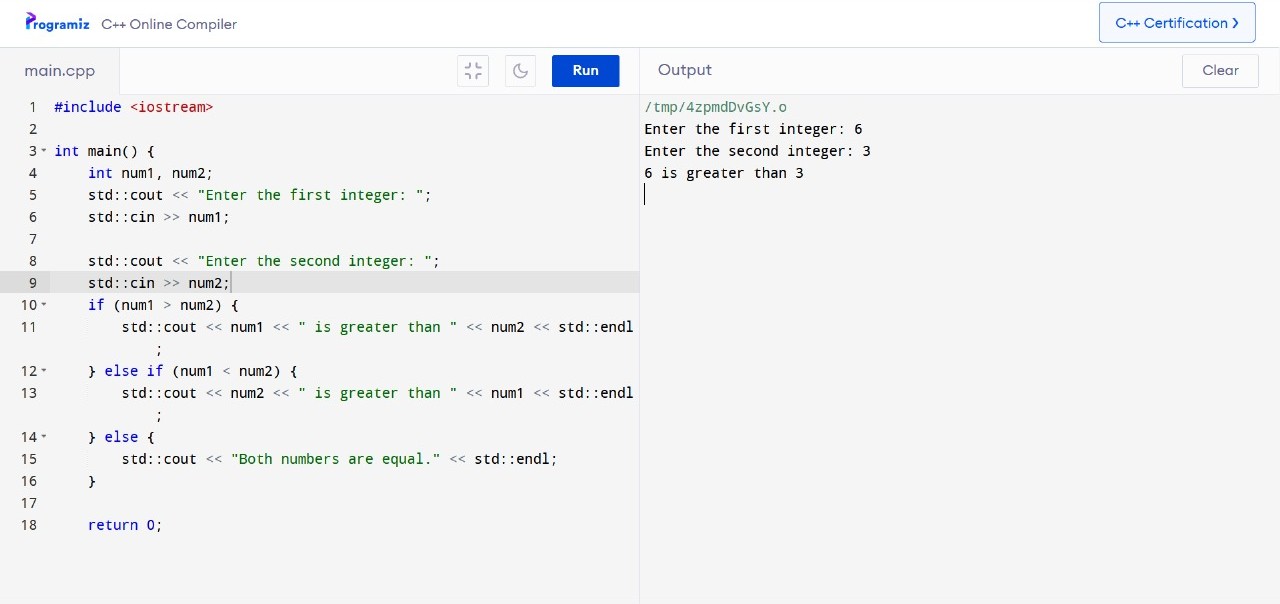 Programiz C++ Online Compiler C++ Certification >
main.cpp Run Output Clear
1 #include <iostream>
2
3 int main() {
4     int num1, num2;
5     std::cout << "Enter the first integer: ";
6     std::cin >> num1;
7
8     std::cout << "Enter the second integer: ";
9     std::cin >> num2;
10     if (num1 > num2) {
11         std::cout << num1 << " is greater than " << num2 << std::endl
;
12     } else if (num1 < num2) {
13         std::cout << num2 << " is greater than " << num1 << std::endl
;
14     } else {
15         std::cout << "Both numbers are equal." << std::endl;
16     }
17
18     return 0;
/tmp/4zpmdDvGsY.o
Enter the first integer: 6
Enter the second integer: 3
6 is greater than 3